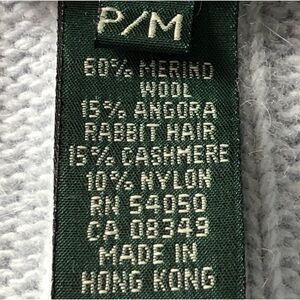 P/M
60% MERINO
WOOL
15% ANGORA
RABBIT HAIR
15% CASHMERE
10% NYLON
RN 54050
CA 08349
MADE IN
HONG KONG